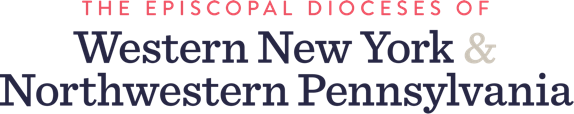 THE EPISCOPAL DIOCESES OF
Western New York &
Northwestern Pennsylvania